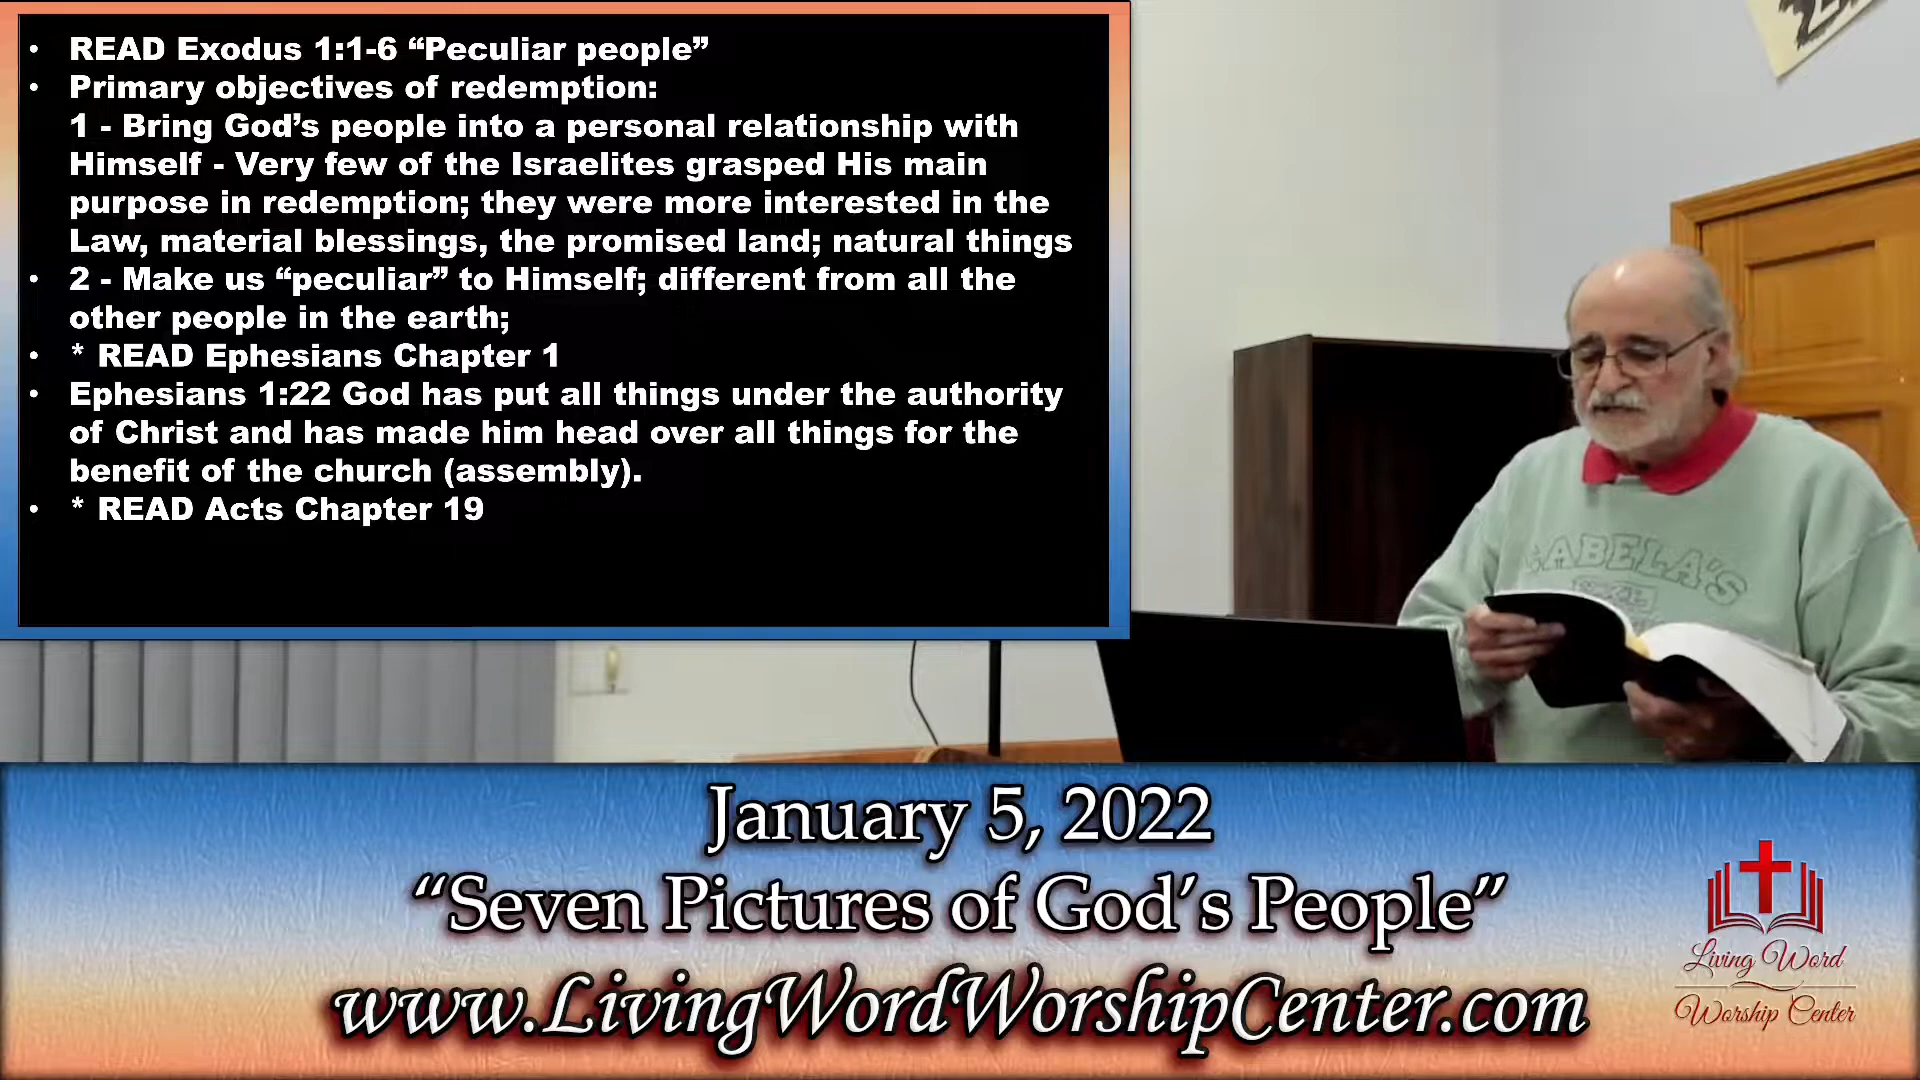 • READ Exodus 1:1-6 “Peculiar people”
• Primary objectives of redemption:
1 - Bring God’s people into a personal relationship with
Himself - Very few of the Israelites grasped His main
purpose in redemption; they were more interested in the
Law, material blessings, the promised land; natural things
• 2 - Make us “peculiar” to Himself; different from all the
other people in the earth;
• * READ Ephesians Chapter 1
• Ephesians 1:22 God has put all things under the authority
of Christ and has made him head over all things for the
benefit of the church (assembly).
• * READ Acts Chapter 19
CABELA'S
January 5, 2022
“Seven Pictures of God’s People”
www.LivingWordWorshipCenter.com
Living Word
Worship Center